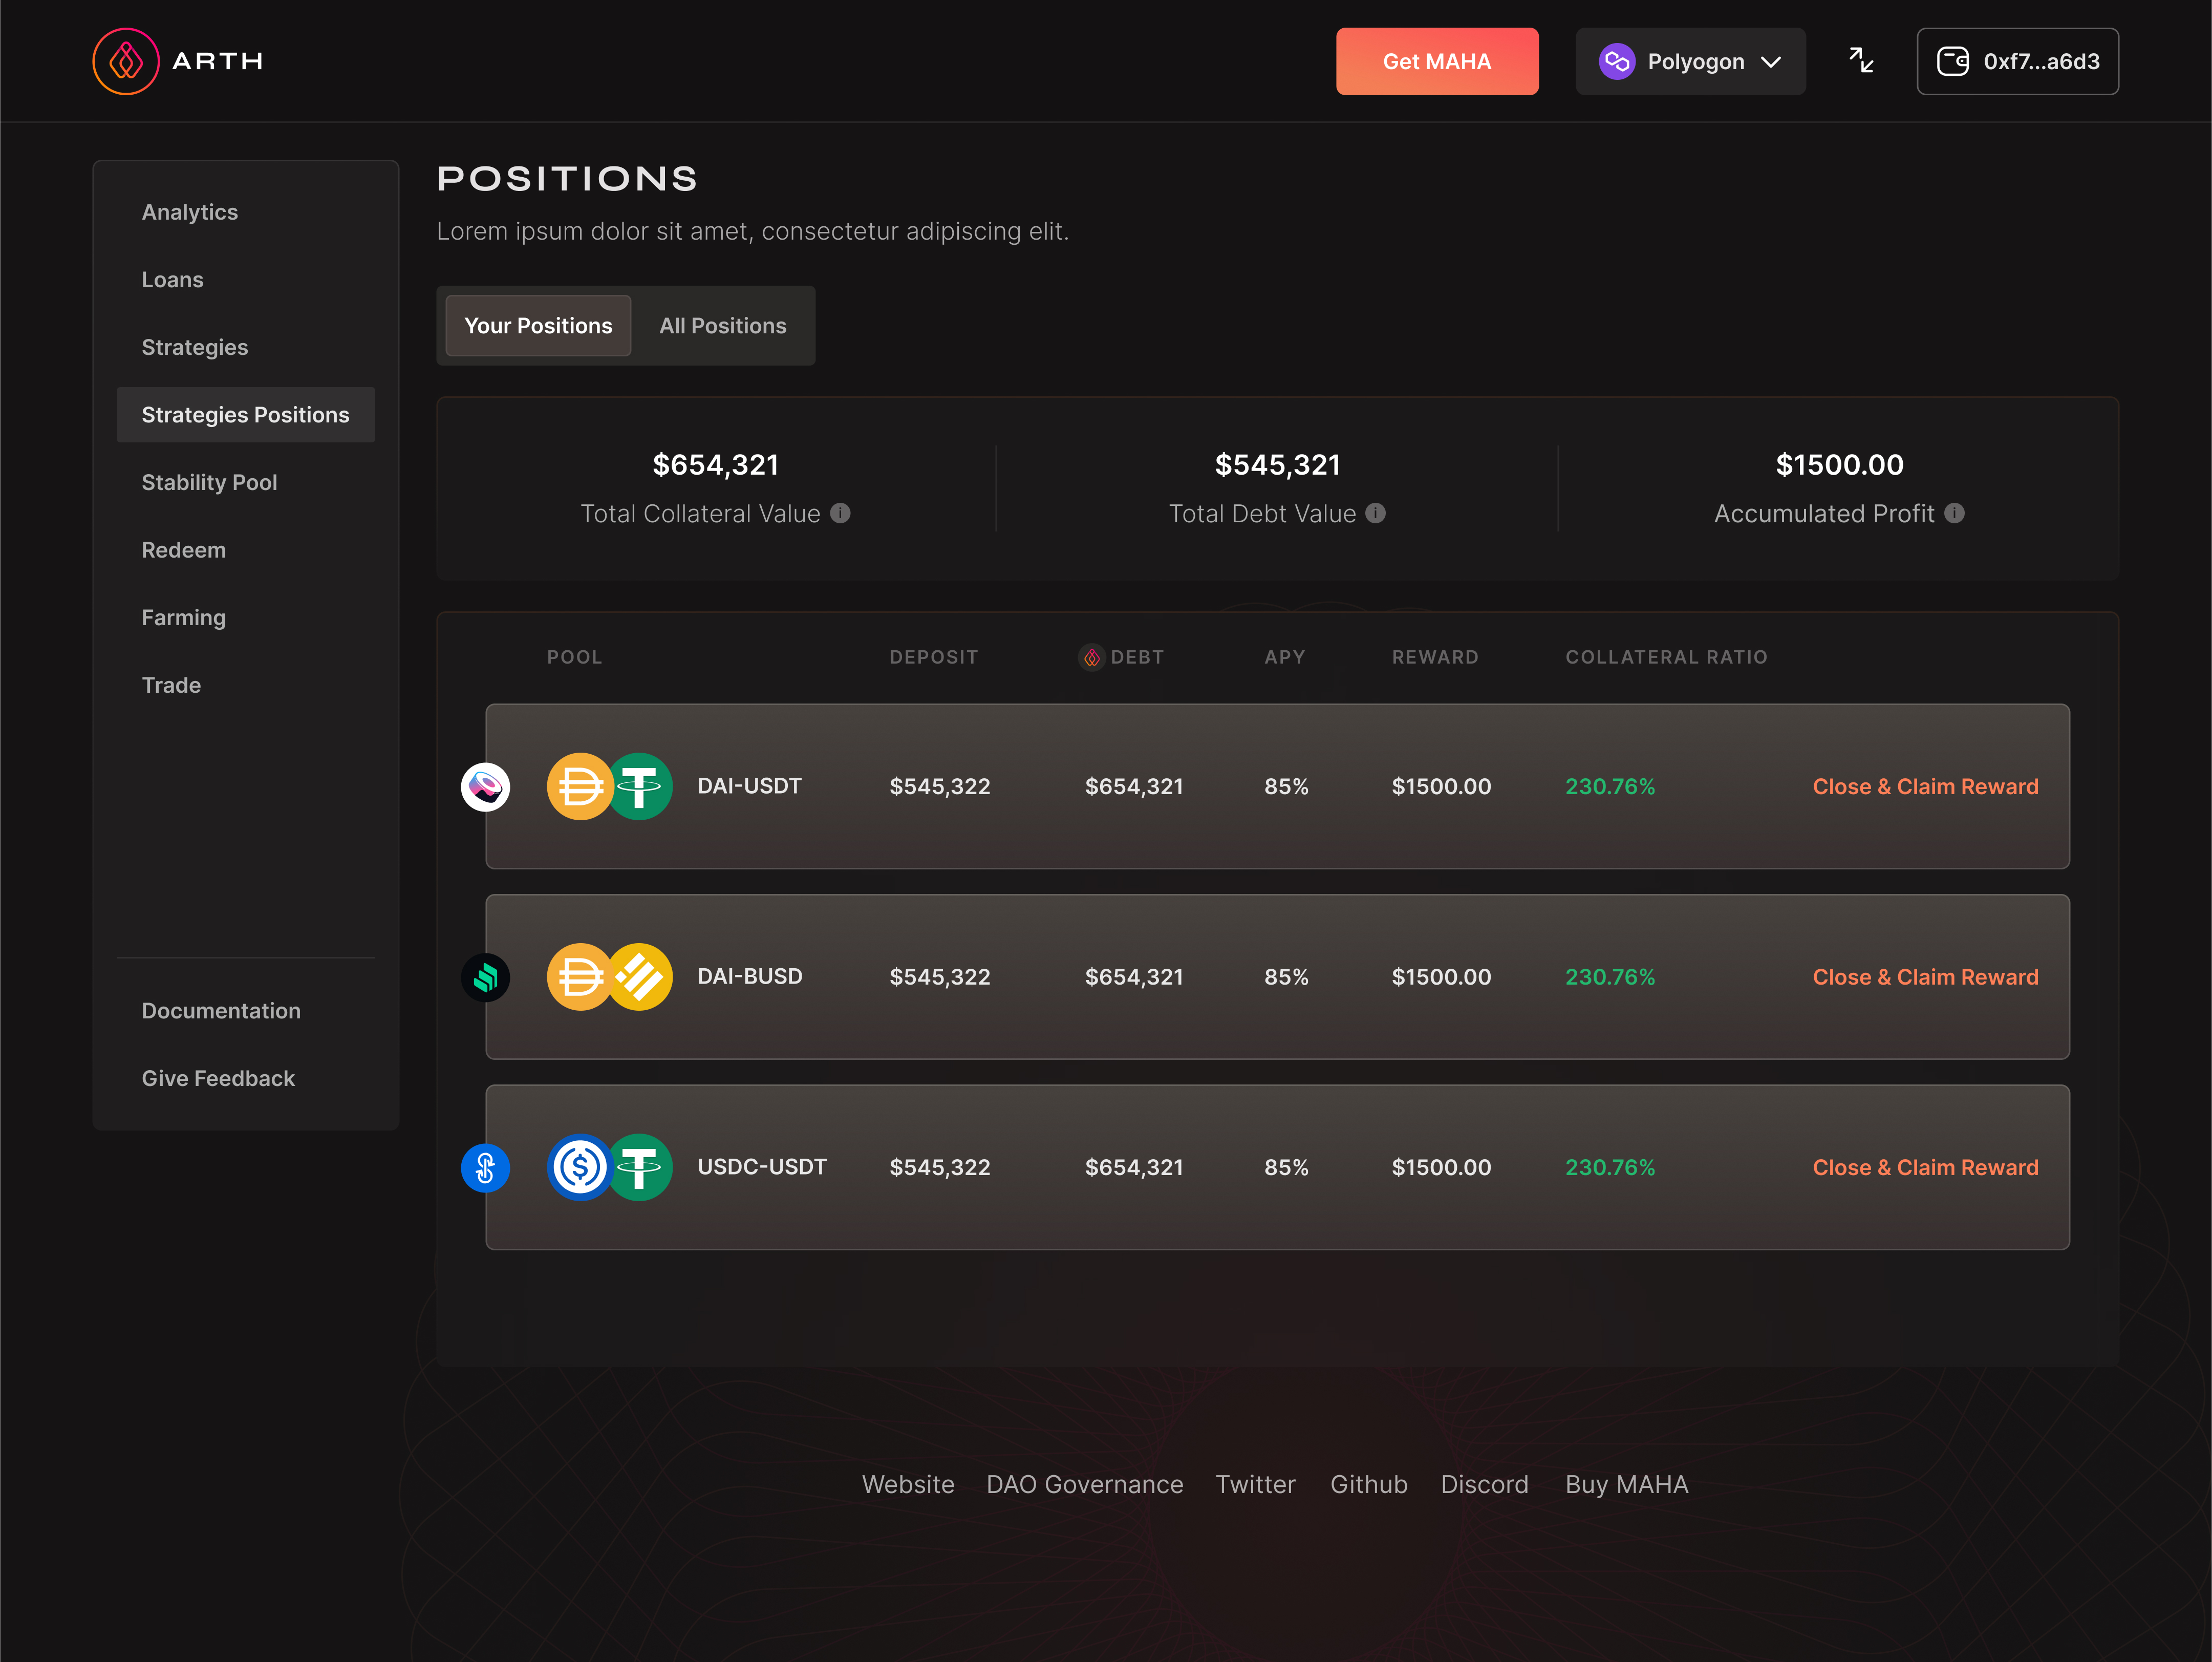 ARTH
Get MAHA
Polyogon
0xf7...a6d3
Analytics
Loans
Strategies
Strategies Positions
Stability Pool
Redeem
Farming
Trade
Documentation
Give Feedback
POSITIONS
Lorem ipsum dolor sit amet, consectetur adipiscing elit.
Your Positions All Positions
$654,321 $545,321 $1500.00
Total Collateral Value Total Debt Value Accumulated Profit
POOL DEPOSIT DEBT APY REWARD COLLATERAL RATIO
DAI-USDT $545,322 $654,321 85% $1500.00 230.76% Close & Claim Reward
DAI-BUSD $545,322 $654,321 85% $1500.00 230.76% Close & Claim Reward
USDC-USDT $545,322 $654,321 85% $1500.00 230.76% Close & Claim Reward
Website DAO Governance Twitter Github Discord Buy MAHA